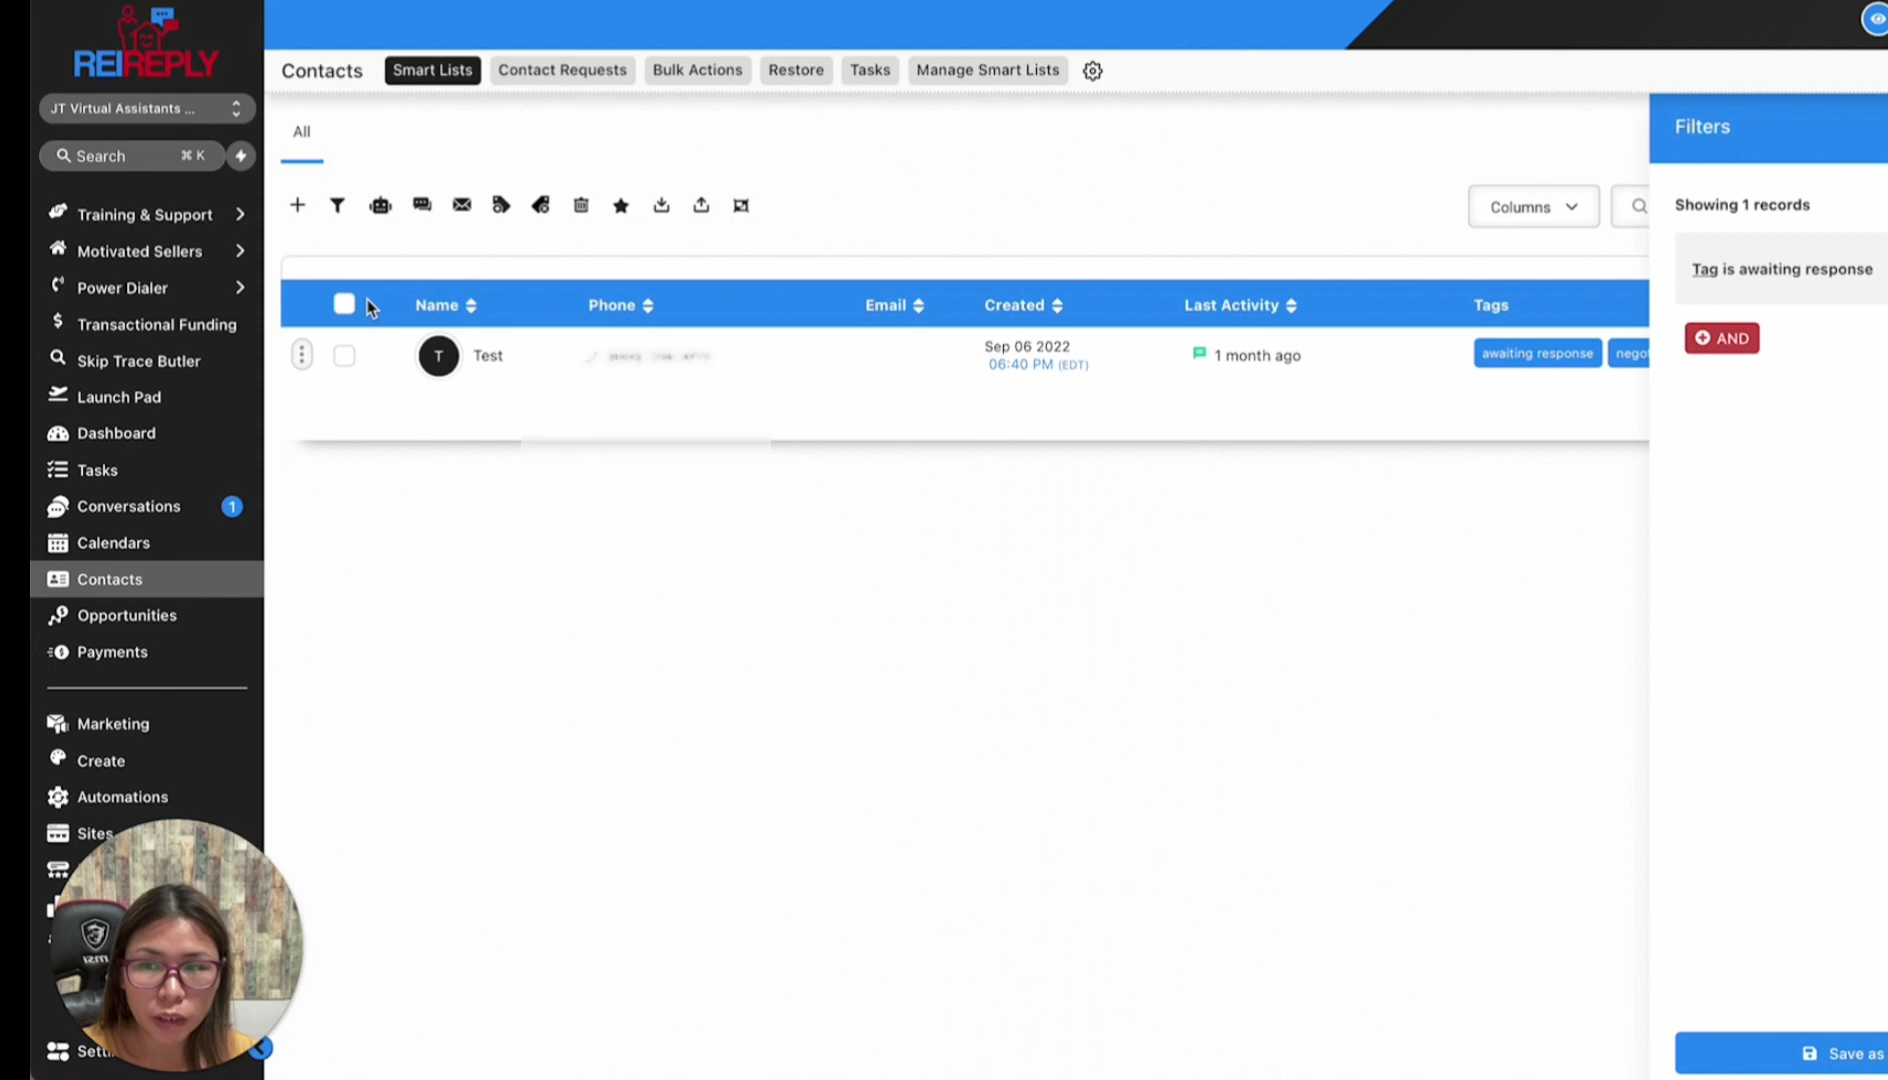 REIREPLY
JT Virtual Assistants ...
Search ⌘ K
Training & Support
Motivated Sellers
Power Dialer
Transactional Funding
Skip Trace Butler
Launch Pad
Dashboard
Tasks
Conversations 1
Calendars
Contacts
Opportunities
Payments
Marketing
Create
Automations
Sites
Contacts Smart Lists Contact Requests Bulk Actions Restore Tasks Manage Smart Lists
All
Columns
Name Phone Email Created Last Activity Tags
T Test Sep 06 2022 1 month ago awaiting response
06:40 PM (EDT)
Filters
Showing 1 records
Tag is awaiting response
AND
Save as